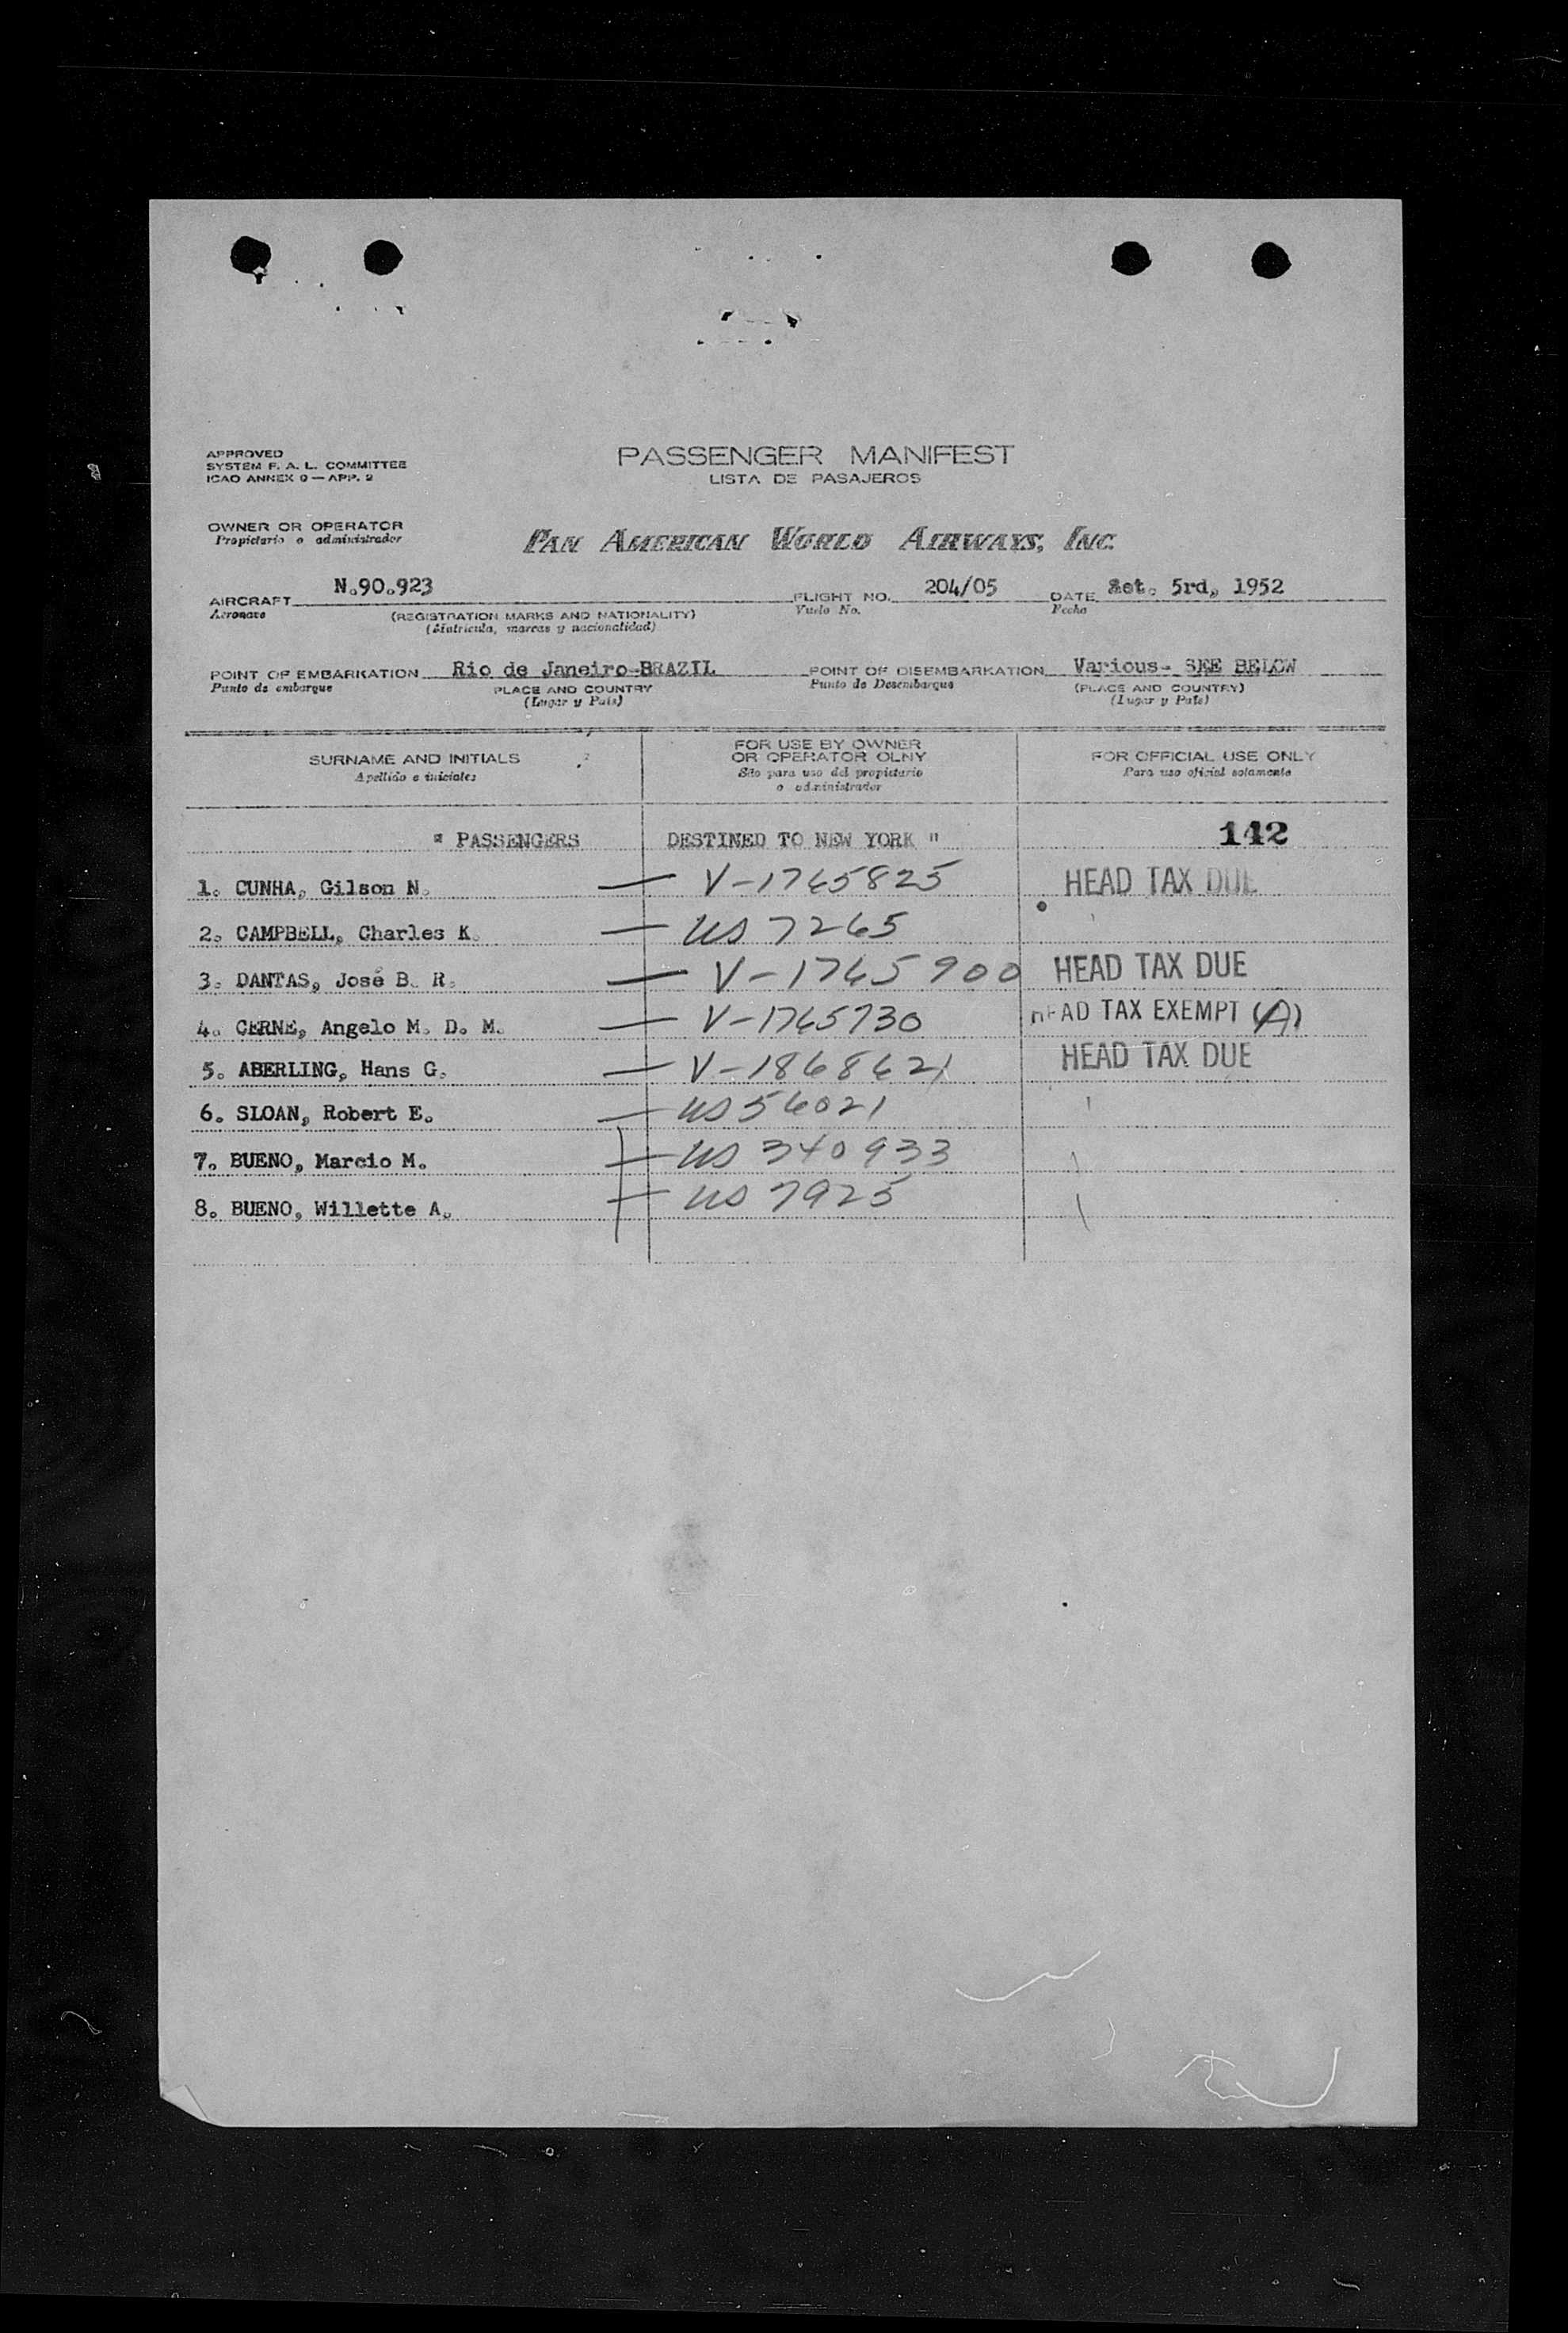 APPROVED
SYSTEM F. A. L. COMMITTEE
ICAO ANNEX 9 — APP. 2
PASSENGER MANIFEST
LISTA DE PASAJEROS
OWNER OR OPERATOR
Propietario o administrador
PAN AMERICAN WORLD AIRWAYS, INC.
AIRCRAFT N.90.923 FLIGHT NO. 204/05 DATE 5rd, 1952
Aeronave (REGISTRATION MARKS AND NATIONALITY) Vuelo No. Fecha
(Matricula, marcas y nacionalidad)
POINT OF EMBARKATION Rio de Janeiro-BRAZIL POINT OF DISEMBARKATION Various- SEE BELOW
Punto de embarque PLACE AND COUNTRY Punto de Desembarque (PLACE AND COUNTRY)
(Lugar y Pais) (Lugar y Pais)
SURNAME AND INITIALS
Apellido e iniciales
FOR USE BY OWNER
OR OPERATOR OLNY
Sño para uso del propietario
o administrador
FOR OFFICIAL USE ONLY
Para uso oficial solamente
" PASSENGERS DESTINED TO NEW YORK " 142
1. CUNHA, Gilson N. — V-1765825 HEAD TAX DUE
2. CAMPBELL, Charles K. — US 7265
3. DANTAS, José B. R. — V-1765900 HEAD TAX DUE
4. CERNE, Angelo M. D. M. — V-1765730 HEAD TAX EXEMPT (A)
5. ABERLING, Hans G. — V-1868621 HEAD TAX DUE
6. SLOAN, Robert E. — US 56021
7. BUENO, Marcio M. — US 340933
8. BUENO, Willette A. — US 7925